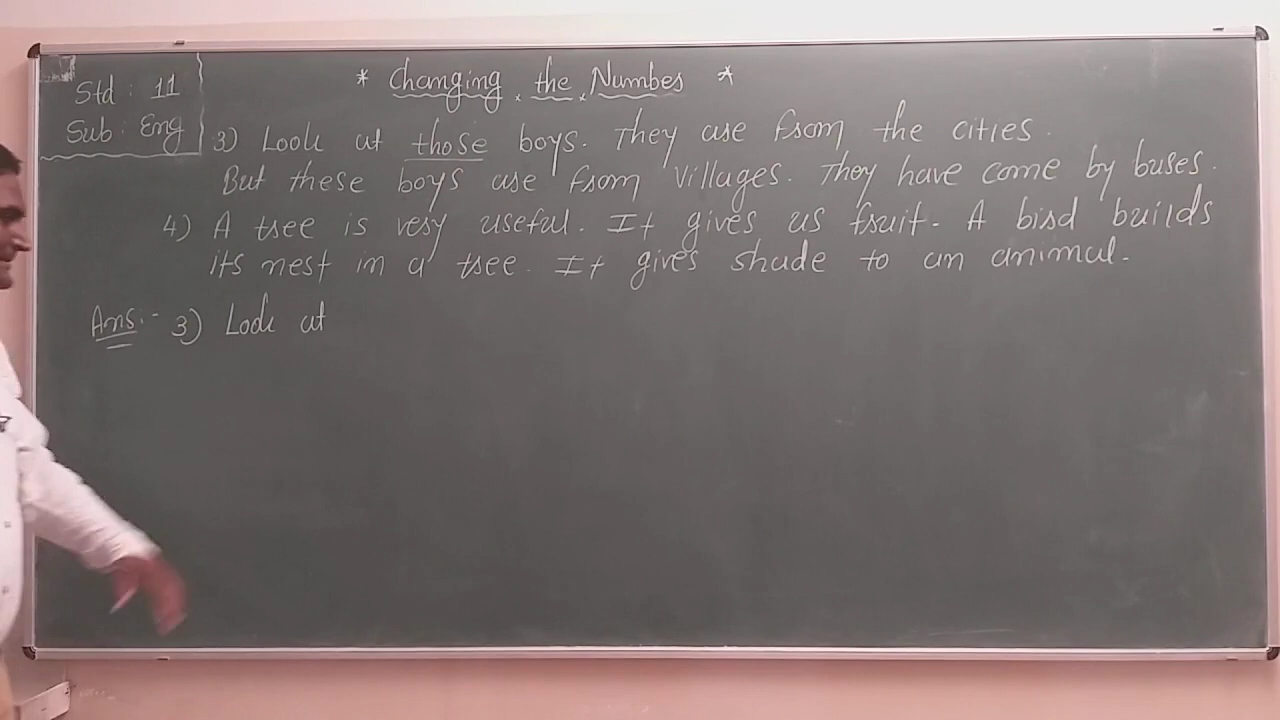 Std : 11
Sub : Eng
* Changing the Number *
3) Look at those boys. They are from the cities.
But these boys are from villages. They have come by buses.
4) A tree is very useful. It gives us fruit. A bird builds
its nest in a tree. It gives shade to an animal.
Ans:- 3) Look at